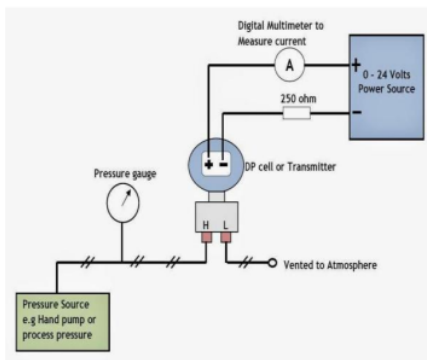 Digital Multimeter to
Measure current
A
+
0 - 24 Volts
Power Source
250 ohm
−
+ −
DP cell or Transmitter
Pressure gauge
H L
Vented to Atmosphere
Pressure Source
e.g Hand pump or
process pressure